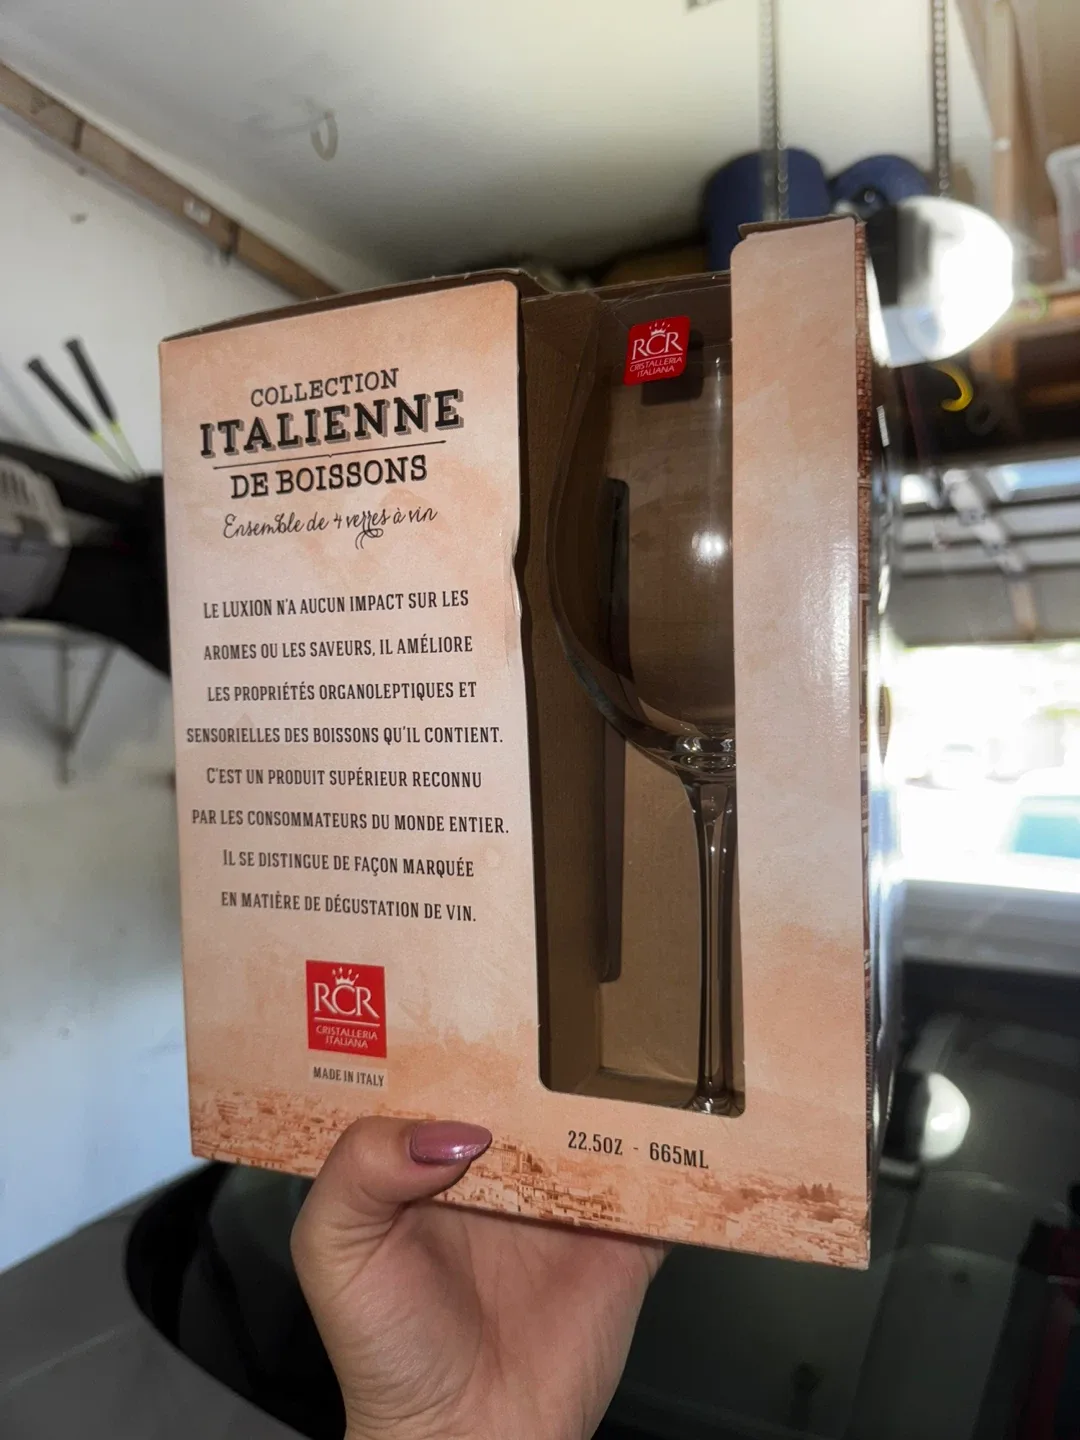 COLLECTION
ITALIENNE
DE BOISSONS
Ensemble de 4 verres à vin
LE LUXION N'A AUCUN IMPACT SUR LES
AROMES OU LES SAVEURS, IL AMÉLIORE
LES PROPRIÉTÉS ORGANOLEPTIQUES ET
SENSORIELLES DES BOISSONS QU'IL CONTIENT.
C'EST UN PRODUIT SUPÉRIEUR RECONNU
PAR LES CONSOMMATEURS DU MONDE ENTIER.
IL SE DISTINGUE DE FAÇON MARQUÉE
EN MATIÈRE DE DÉGUSTATION DE VIN.
RCR
CRISTALLERIA
ITALIANA
MADE IN ITALY
RCR
CRISTALLERIA
ITALIANA
22.5OZ - 665ML